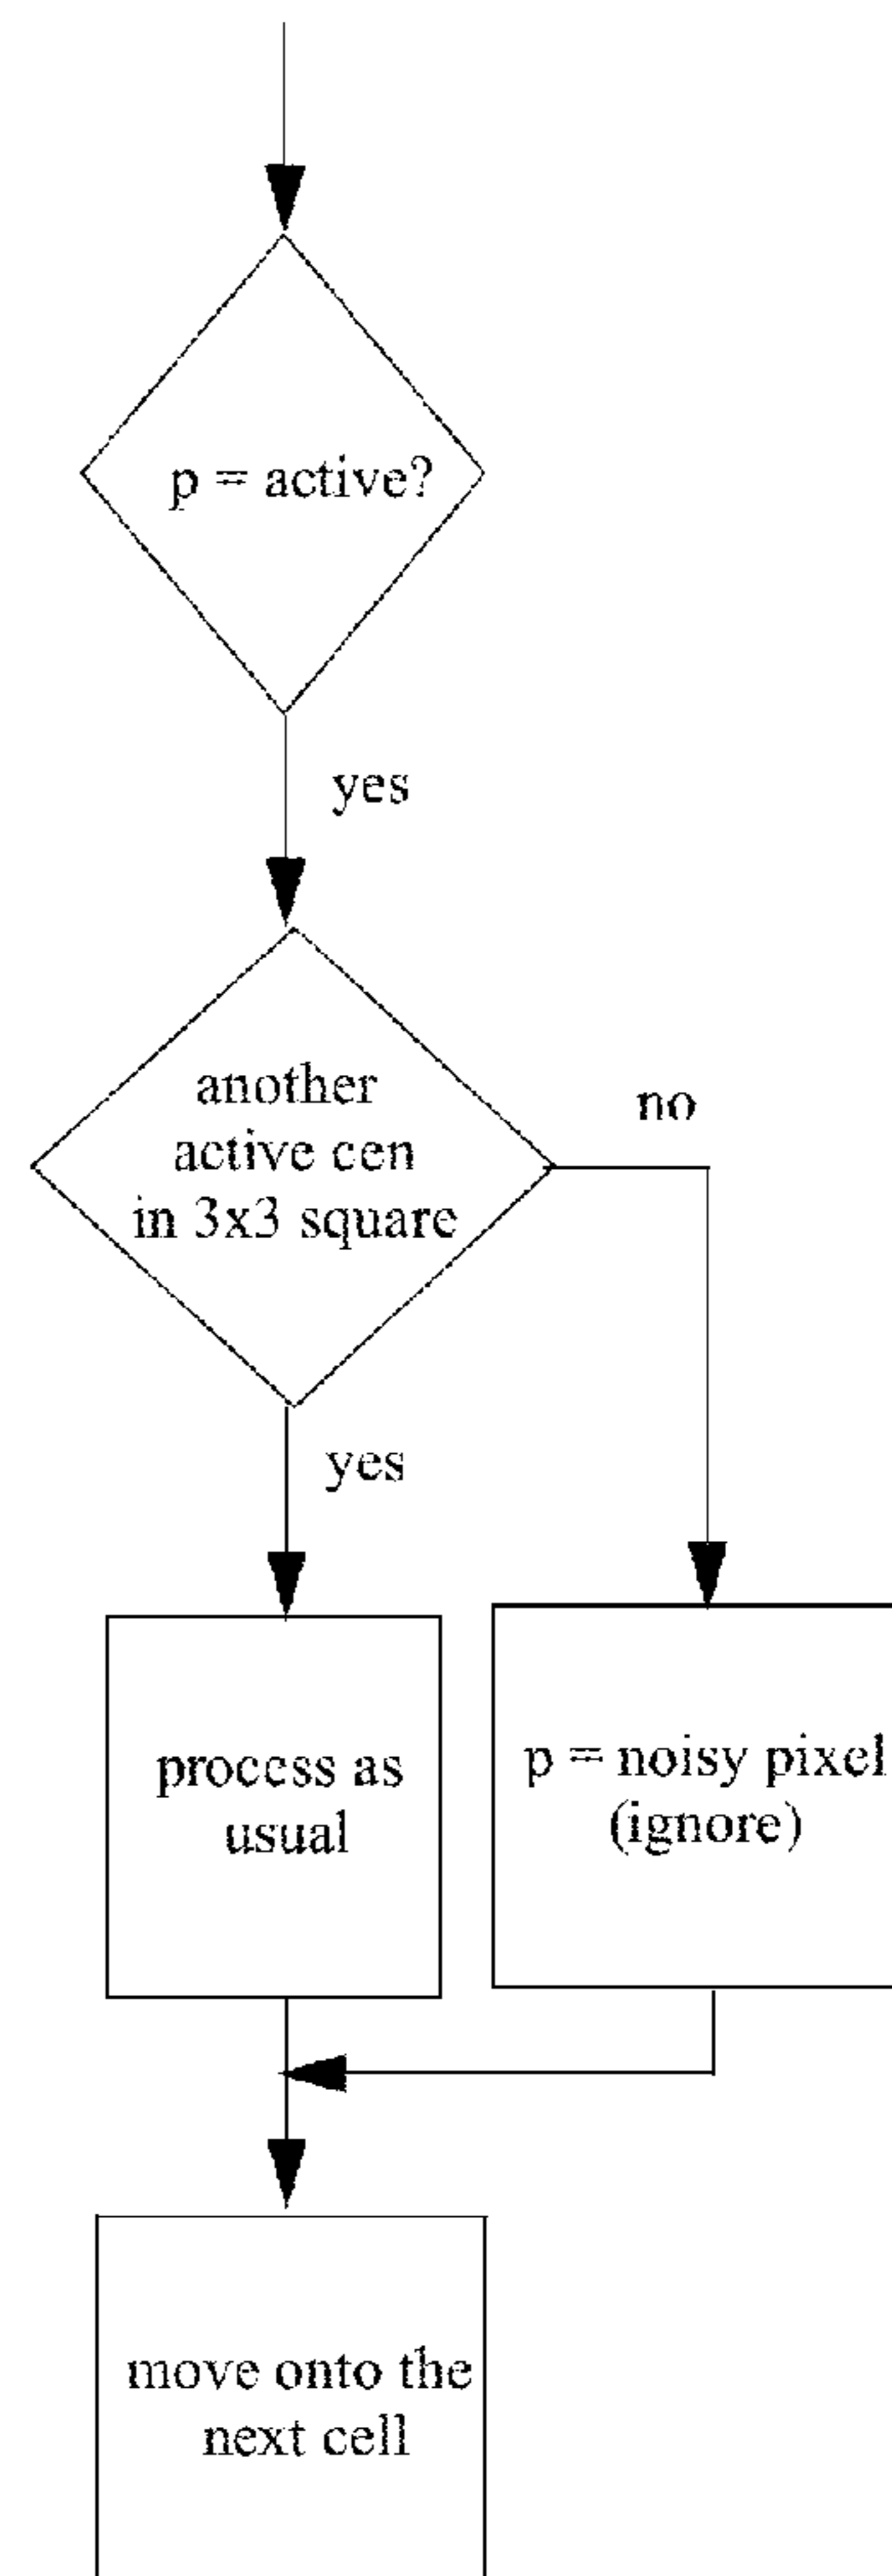 p = active?
yes
another
active cen
in 3x3 square
no
yes
process as
usual
p = noisy pixel
(ignore)
move onto the
next cell